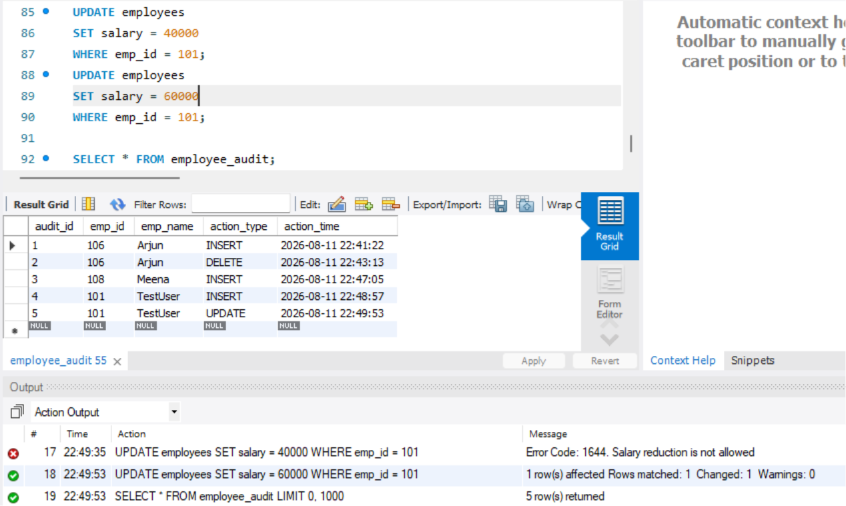 85 UPDATE employees
86 SET salary = 40000
87 WHERE emp_id = 101;
88 UPDATE employees
89 SET salary = 60000
90 WHERE emp_id = 101;
91
92 SELECT * FROM employee_audit;
Automatic context
toolbar to manually
caret position or to
Result Grid Filter Rows: Edit: Export/Import: Wrap
audit_id emp_id emp_name action_type action_time
1 106 Arjun INSERT 2026-08-11 22:41:22
2 106 Arjun DELETE 2026-08-11 22:43:13
3 108 Meena INSERT 2026-08-11 22:47:05
4 101 TestUser INSERT 2026-08-11 22:48:57
5 101 TestUser UPDATE 2026-08-11 22:49:53
NULL NULL NULL NULL NULL
Result
Grid
Form
Editor
employee_audit 55 Apply Revert Context Help Snippets
Output
Action Output
# Time Action Message
17 22:49:35 UPDATE employees SET salary = 40000 WHERE emp_id = 101 Error Code: 1644. Salary reduction is not allowed
18 22:49:53 UPDATE employees SET salary = 60000 WHERE emp_id = 101 1 row(s) affected Rows matched: 1 Changed: 1 Warnings: 0
19 22:49:53 SELECT * FROM employee_audit LIMIT 0, 1000 5 row(s) returned